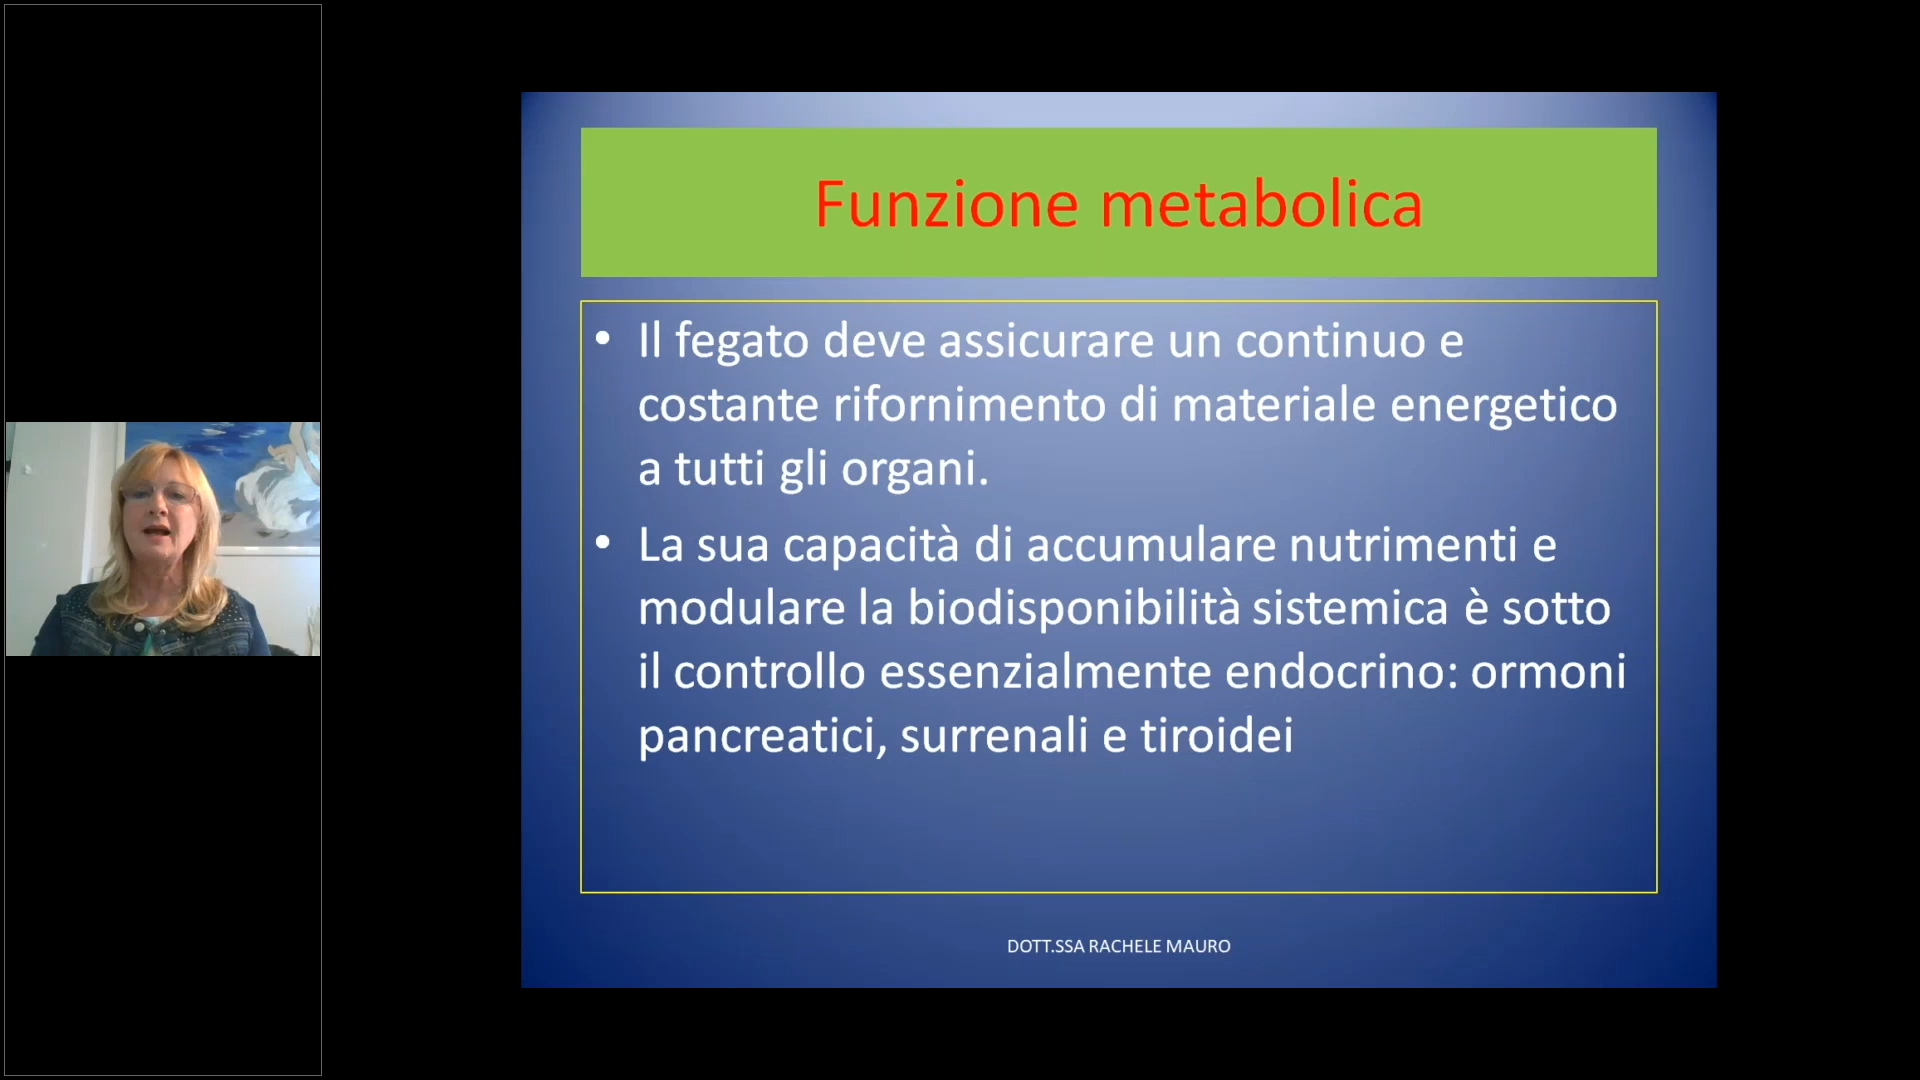 Funzione metabolica
• Il fegato deve assicurare un continuo e
costante rifornimento di materiale energetico
a tutti gli organi.
• La sua capacità di accumulare nutrimenti e
modulare la biodisponibilità sistemica è sotto
il controllo essenzialmente endocrino: ormoni
pancreatici, surrenali e tiroidei
DOTT.SSA RACHELE MAURO